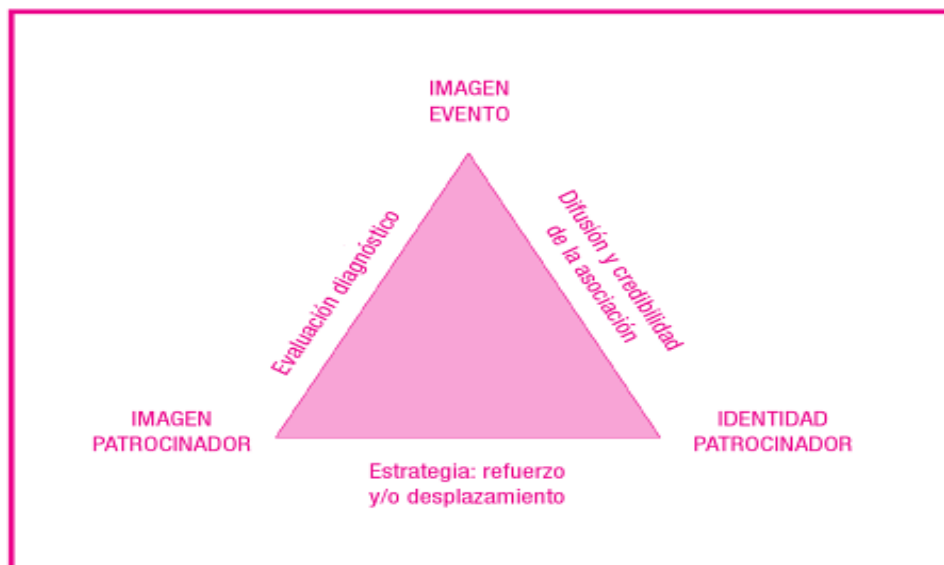 IMAGEN
EVENTO
Evaluación diagnóstico
Difusión y credibilidad
de la asociación
IMAGEN
PATROCINADOR
IDENTIDAD
PATROCINADOR
Estrategia: refuerzo
y/o desplazamiento